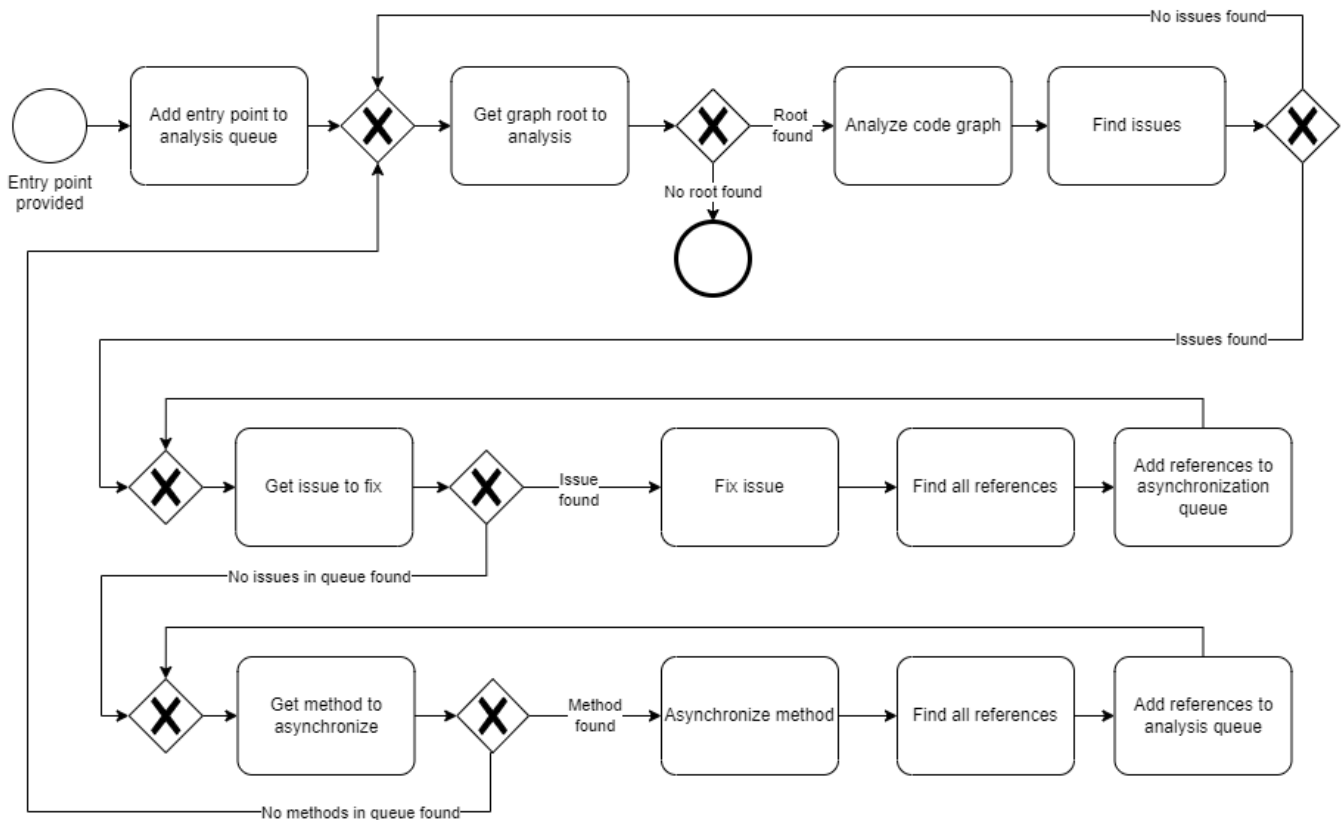 No issues found
Add entry point to
analysis queue
Get graph root to
analysis
Root
found
Analyze code graph
Find issues
Entry point
provided
No root found
Issues found
Get issue to fix
Issue
found
Fix issue
Find all references
Add references to
asynchronization
queue
No issues in queue found
Get method to
asynchronize
Method
found
Asynchronize method
Find all references
Add references to
analysis queue
No methods in queue found